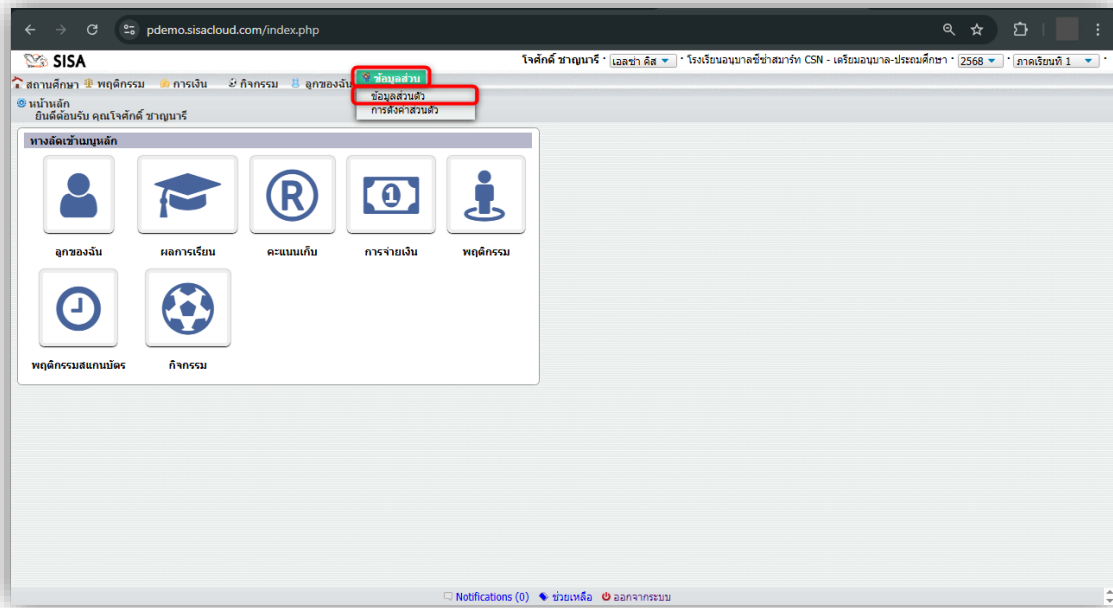 pdemo.sisacloud.com/index.php
SISA
โจศักดิ์ ชาญนารี · เอลซ่า คิส · โรงเรียนอนุบาลซีซ่าสมาร์ท CSN - เตรียมอนุบาล-ประถมศึกษา · 2568 · ภาคเรียนที่ 1 ·
สถานศึกษา พฤติกรรม การเงิน กิจกรรม ลูกของฉัน ข้อมูลส่วน
ข้อมูลส่วนตัว
การตั้งค่าส่วนตัว
หน้าหลัก
ยินดีต้อนรับ คุณโจศักดิ์ ชาญนารี
ทางลัดเข้าเมนูหลัก
R
1
ลูกของฉัน ผลการเรียน คะแนนเก็บ การจ่ายเงิน พฤติกรรม
พฤติกรรมสแกนบัตร กิจกรรม
Notifications (0) ช่วยเหลือ ออกจากระบบ